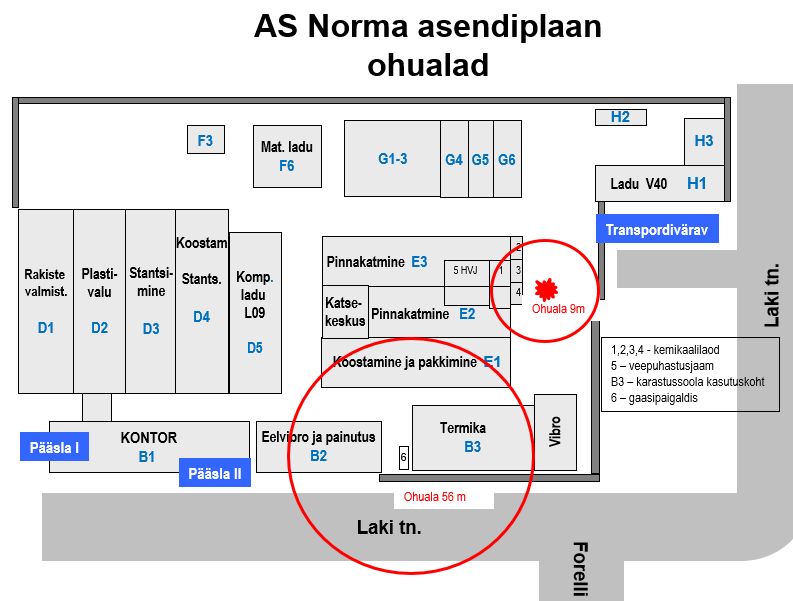 AS Norma asendiplaan
ohualad
F3
Mat. ladu
F6
G1-3
G4
G5
G6
H2
H3
Ladu V40 H1
Transpordivärav
Rakiste
valmist.
D1
Plasti-
valu
D2
Stantsi-
mine
D3
Koostam
Stants.
D4
Komp.
ladu
L09
D5
Pinnakatmine E3
5 HVJ
1
2
3
4
Katse-
keskus
Pinnakatmine E2
Koostamine ja pakkimine E1
Ohuala 9m
Laki tn.
1,2,3,4 - kemikaalilaod
5 – veepuhastusjaam
B3 – karastussoola kasutuskoht
6 – gaasipaigaldis
Pääsla I
KONTOR
B1
Pääsla II
Eelvibro ja painutus
B2
6
Termika
B3
Vibro
Ohuala 56 m
Laki tn.
Forelli